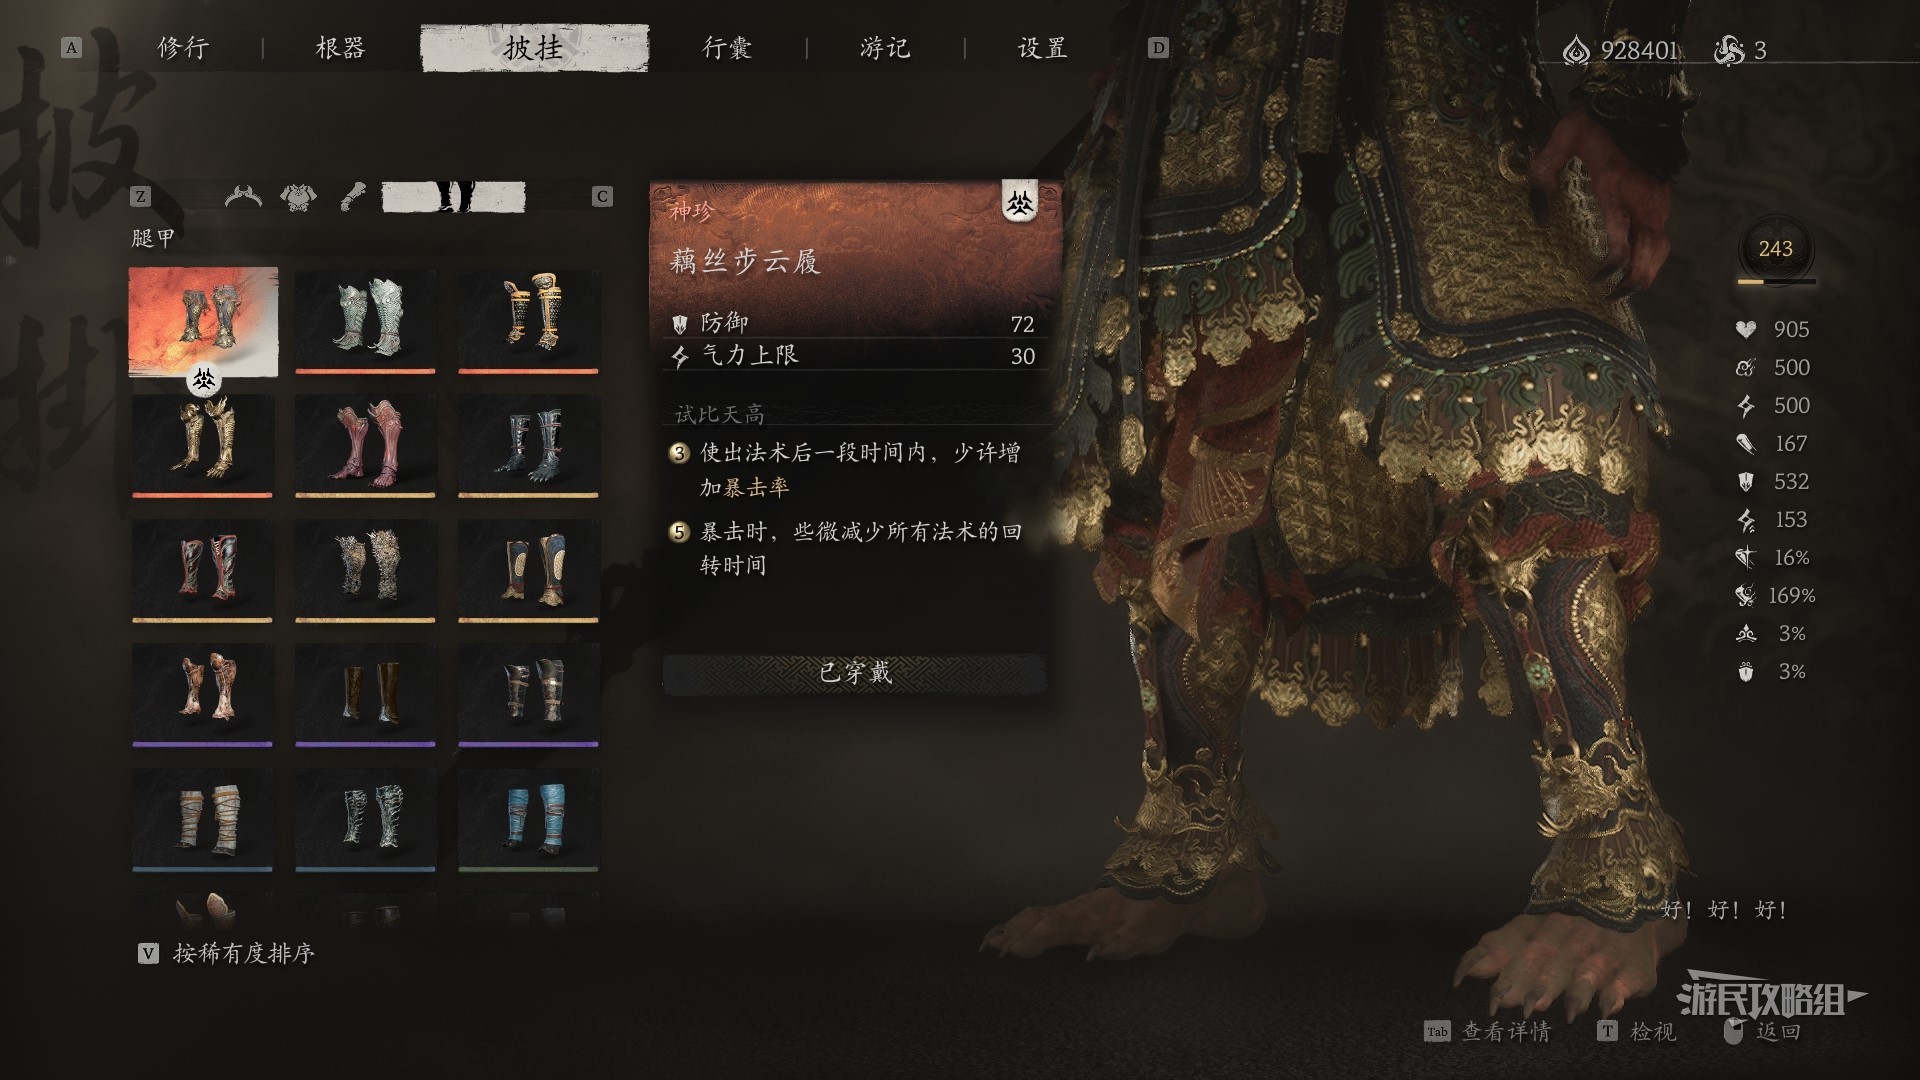 A 修行 | 根器 | 披挂 行囊 | 游记 | 设置 D
928401 3
披挂
Z C
腿甲
神珍
藕丝步云履
防御 72
气力上限 30
试比天高
3 使出法术后一段时间内，少许增
加暴击率
5 暴击时，些微减少所有法术的回
转时间
已穿戴
243
905
500
500
167
532
153
16%
169%
3%
3%
好！好！好！
V 按稀有度排序
游民攻略组
Tab 查看详情 T 检视 返回